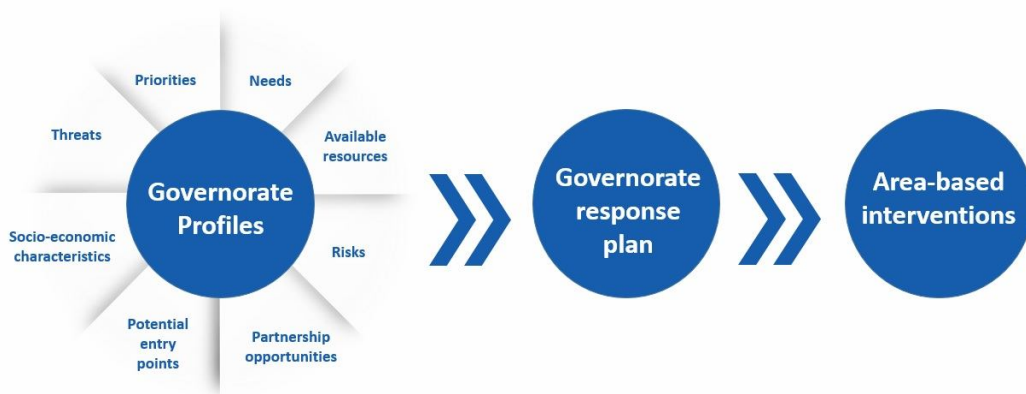 Priorities
Needs
Threats
Available
resources
Governorate
Profiles
Socio-economic
characteristics
Risks
Potential
entry
points
Partnership
opportunities
Governorate
response
plan
Area-based
interventions